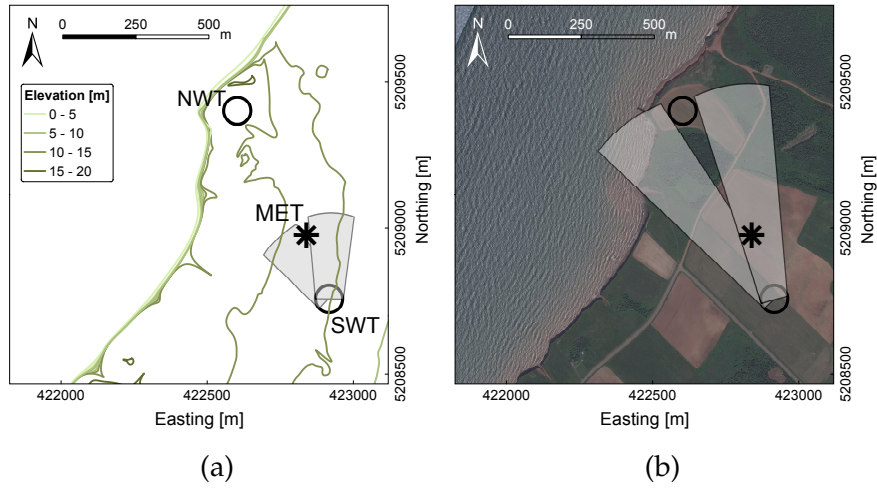 N
0 250 500
m
Elevation [m]
0 - 5
5 - 10
10 - 15
15 - 20
NWT
MET
SWT
5209500
5209000
5208500
Northing [m]
422000 422500 423000
Easting [m]
(a)
N
0 250 500
m
5209500
5209000
5208500
Northing [m]
422000 422500 423000
Easting [m]
(b)